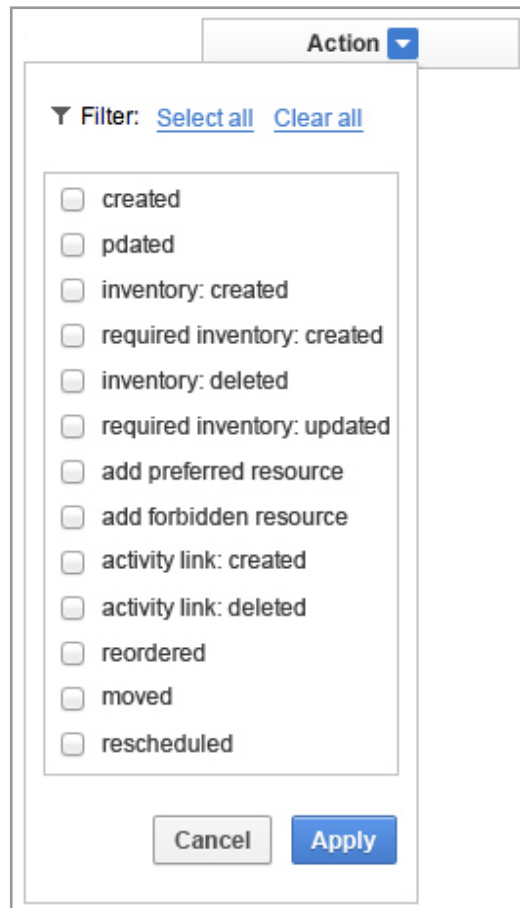 Action
Filter: Select all Clear all
created
pdated
inventory: created
required inventory: created
inventory: deleted
required inventory: updated
add preferred resource
add forbidden resource
activity link: created
activity link: deleted
reordered
moved
rescheduled
Cancel Apply